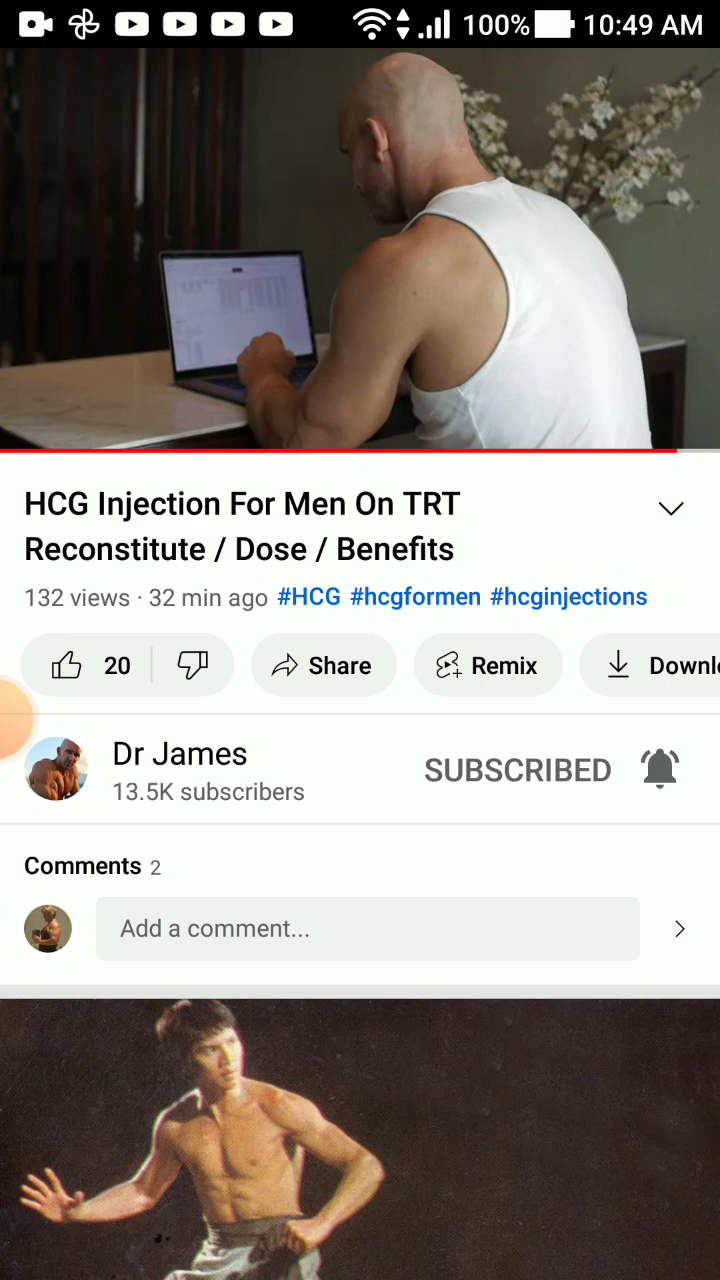 100% 10:49 AM
HCG Injection For Men On TRT
Reconstitute / Dose / Benefits
132 views · 32 min ago #HCG #hcgformen #hcginjections
20 Share Remix Downlo
Dr James
13.5K subscribers
SUBSCRIBED
Comments 2
Add a comment...